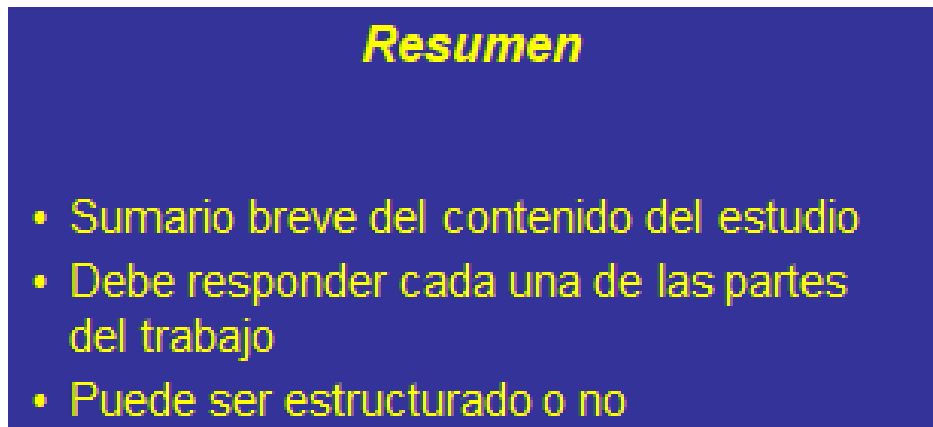 Resumen
• Sumario breve del contenido del estudio
• Debe responder cada una de las partes
del trabajo
• Puede ser estructurado o no